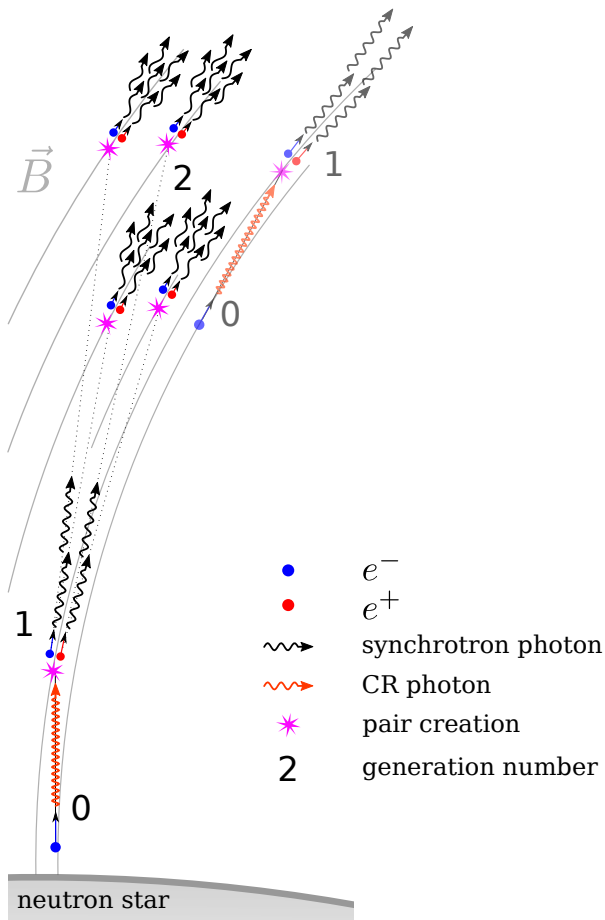 2
1
B⃗
0
1
0
e⁻
e⁺
synchrotron photon
CR photon
pair creation
2 generation number
neutron star